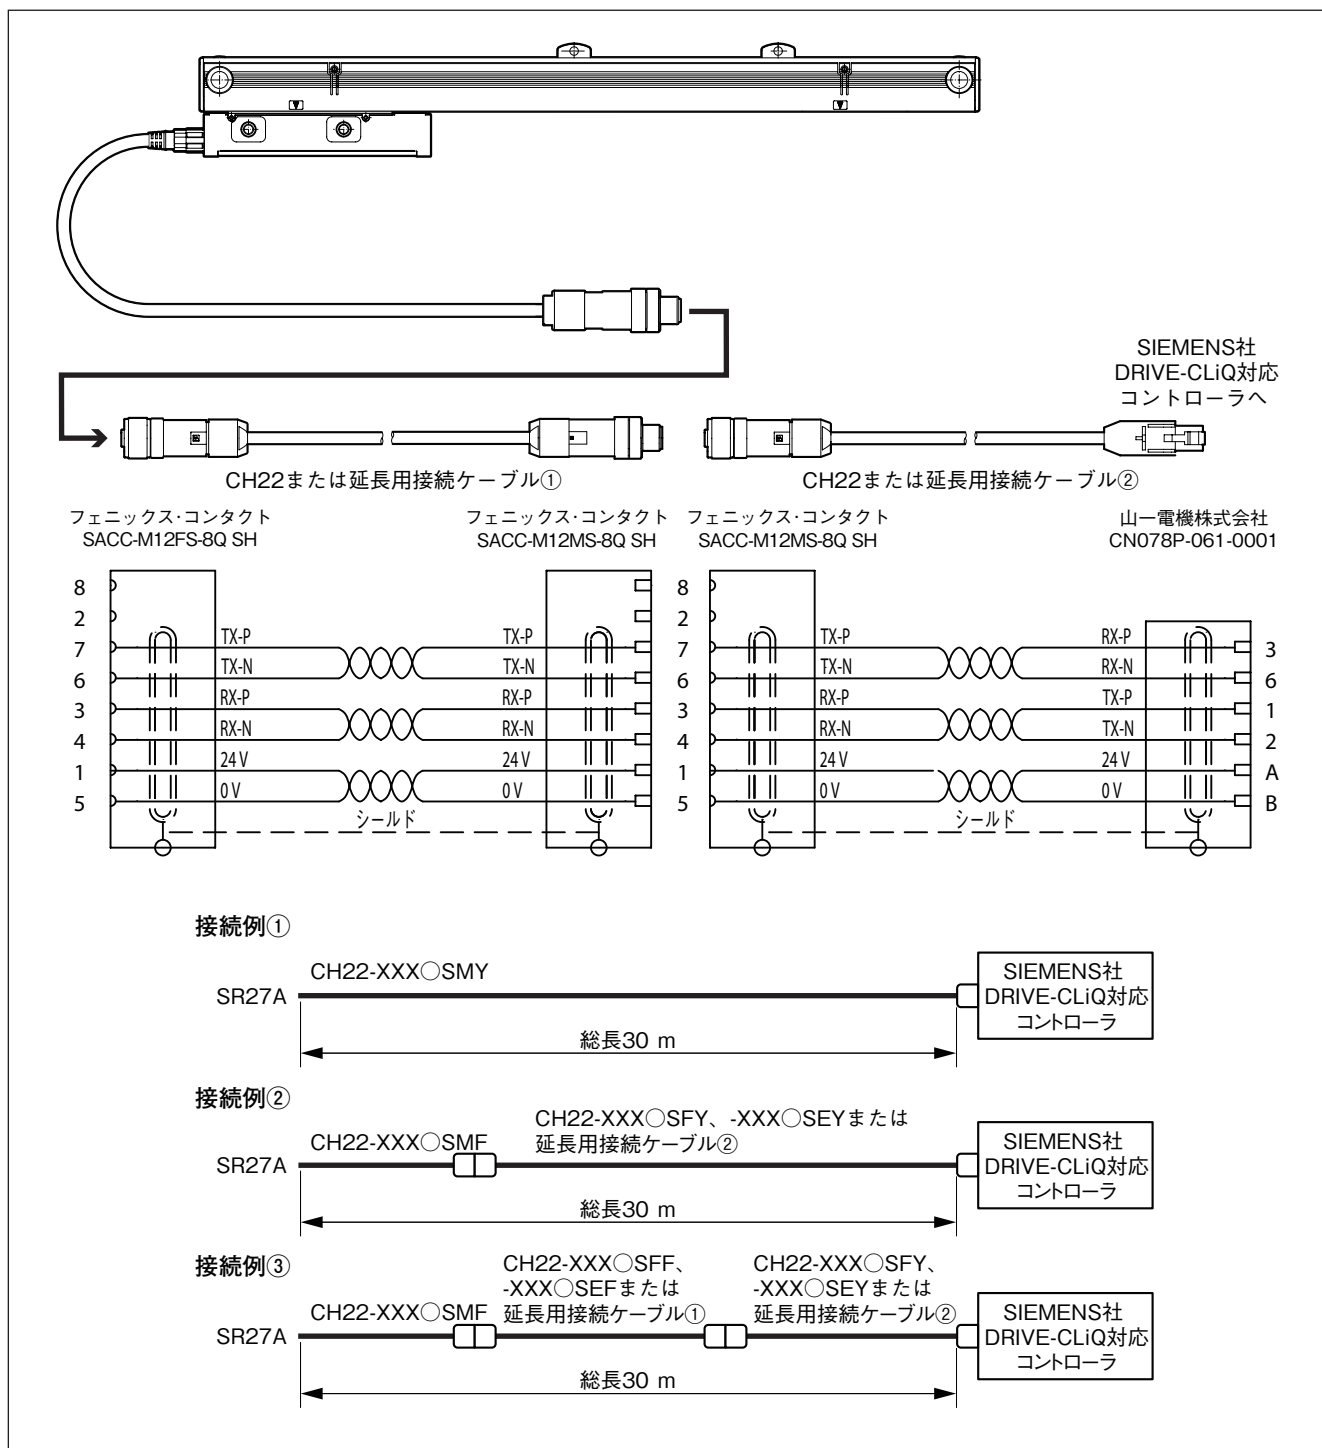 SIEMENS社
DRIVE-CLiQ対応
コントローラへ
CH22または延長用接続ケーブル①
CH22または延長用接続ケーブル②
フェニックス・コンタクト
SACC-M12FS-8Q SH
フェニックス・コンタクト
SACC-M12MS-8Q SH
フェニックス・コンタクト
SACC-M12MS-8Q SH
山一電機株式会社
CN078P-061-0001
8
2
7
6
3
4
1
5
TX-P
TX-N
RX-P
RX-N
24 V
0 V
シールド
TX-P
TX-N
RX-P
RX-N
24 V
0 V
8
2
7
6
3
4
1
5
TX-P
TX-N
RX-P
RX-N
24 V
0 V
シールド
RX-P
RX-N
TX-P
TX-N
24 V
0 V
3
6
1
2
A
B
接続例①
SR27A
CH22-XXX○SMY
総長30 m
SIEMENS社
DRIVE-CLiQ対応
コントローラ
接続例②
SR27A
CH22-XXX○SMF
CH22-XXX○SFY、-XXX○SEYまたは
延長用接続ケーブル②
総長30 m
SIEMENS社
DRIVE-CLiQ対応
コントローラ
接続例③
SR27A
CH22-XXX○SMF
CH22-XXX○SFF、
-XXX○SEFまたは
延長用接続ケーブル①
CH22-XXX○SFY、
-XXX○SEYまたは
延長用接続ケーブル②
総長30 m
SIEMENS社
DRIVE-CLiQ対応
コントローラ